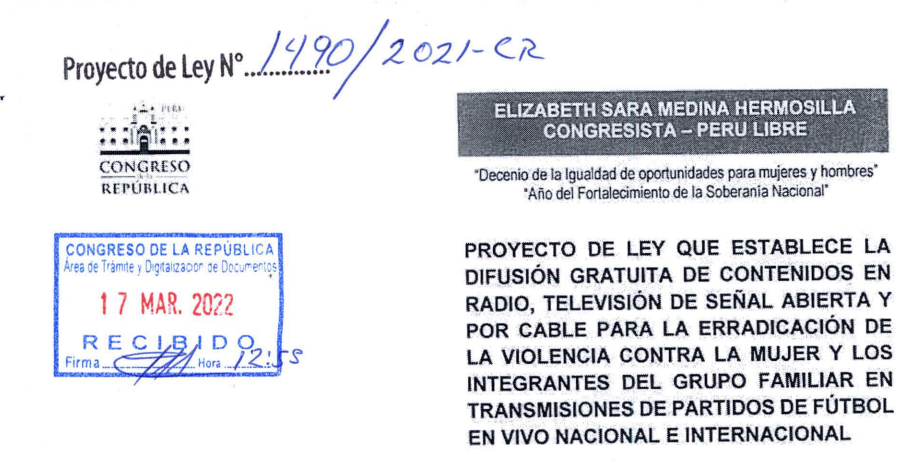 Proyecto de Ley N°..1490/2021-CR
PERÚ
CONGRESO
de la
REPÚBLICA
ELIZABETH SARA MEDINA HERMOSILLA
CONGRESISTA – PERU LIBRE
"Decenio de la Igualdad de oportunidades para mujeres y hombres"
"Año del Fortalecimiento de la Soberanía Nacional"
CONGRESO DE LA REPÚBLICA
Área de Trámite y Digitalización de Documentos
17 MAR. 2022
RECIBIDO
Firma Hora 12:55
PROYECTO DE LEY QUE ESTABLECE LA
DIFUSIÓN GRATUITA DE CONTENIDOS EN
RADIO, TELEVISIÓN DE SEÑAL ABIERTA Y
POR CABLE PARA LA ERRADICACIÓN DE
LA VIOLENCIA CONTRA LA MUJER Y LOS
INTEGRANTES DEL GRUPO FAMILIAR EN
TRANSMISIONES DE PARTIDOS DE FÚTBOL
EN VIVO NACIONAL E INTERNACIONAL